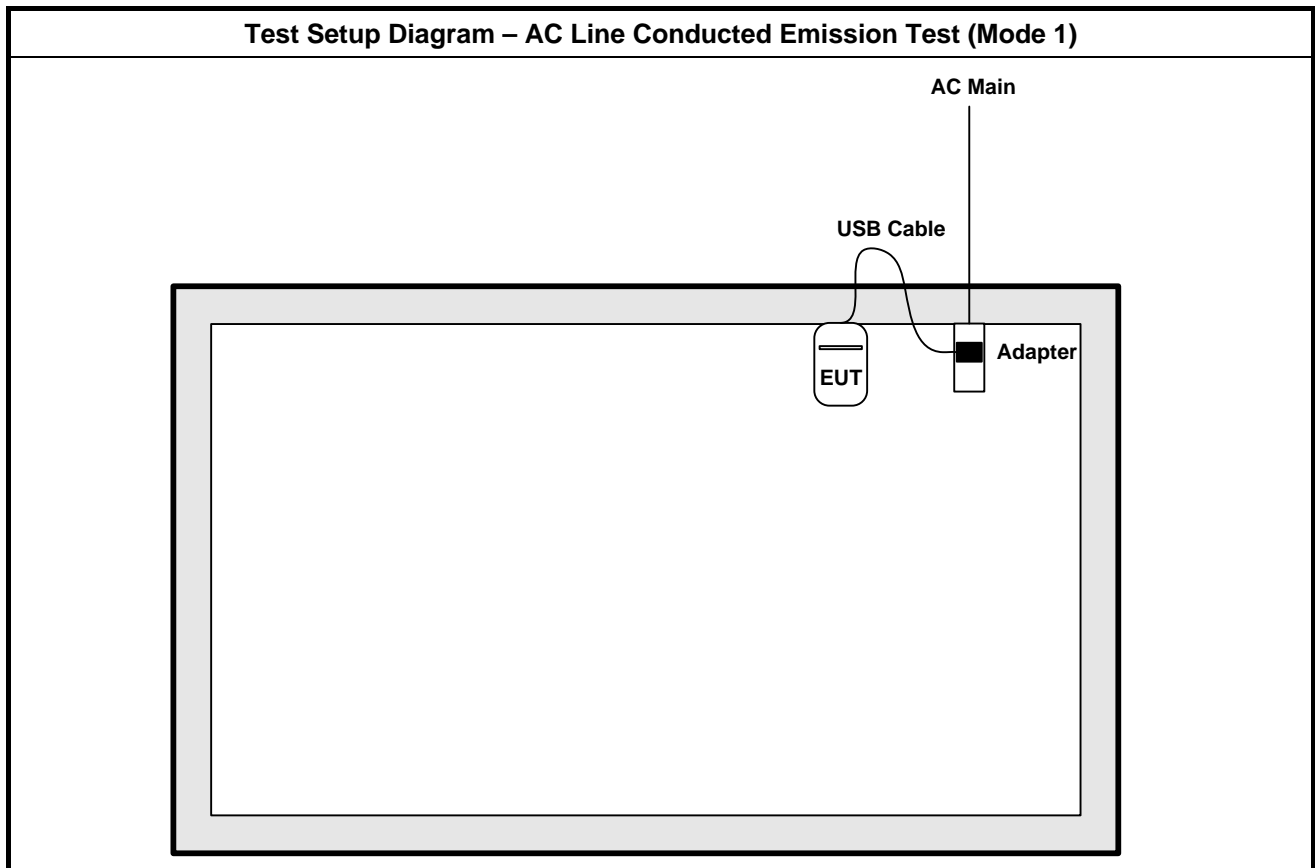 Test Setup Diagram – AC Line Conducted Emission Test (Mode 1)
AC Main
USB Cable
Adapter
EUT